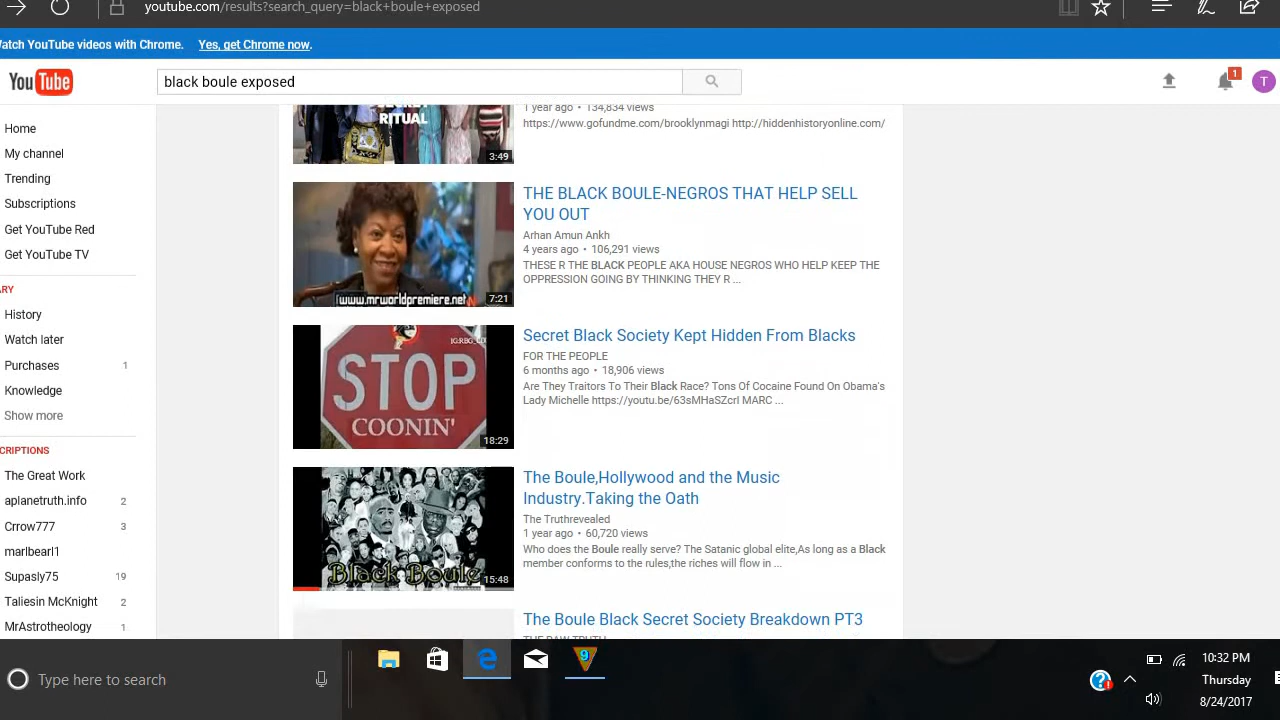 youtube.com/results?search_query=black+boule+exposed
atch YouTube videos with Chrome. Yes, get Chrome now.
YouTube
black boule exposed
1
T
Home
My channel
Trending
Subscriptions
Get YouTube Red
Get YouTube TV
ARY
History
Watch later
Purchases 1
Knowledge
Show more
CRIPTIONS
The Great Work
aplanetruth.info 2
Crrow777 3
marlbearl1
Supasly75 19
Taliesin McKnight 2
MrAstrotheology 1
RITUAL
3:49
1 year ago • 134,834 views
https://www.gofundme.com/brooklynmagi http://hiddenhistoryonline.com/
www.mrworldpremiere.net
7:21
THE BLACK BOULE-NEGROS THAT HELP SELL
YOU OUT
Arhan Amun Ankh
4 years ago • 106,291 views
THESE R THE BLACK PEOPLE AKA HOUSE NEGROS WHO HELP KEEP THE
OPPRESSION GOING BY THINKING THEY R ...
STOP
COONIN'
18:29
Secret Black Society Kept Hidden From Blacks
FOR THE PEOPLE
6 months ago • 18,906 views
Are They Traitors To Their Black Race? Tons Of Cocaine Found On Obama's
Lady Michelle https://youtu.be/63sMHaSZcrI MARC ...
Black Boule
15:48
The Boule,Hollywood and the Music
Industry.Taking the Oath
The Truthrevealed
1 year ago • 60,720 views
Who does the Boule really serve? The Satanic global elite,As long as a Black
member conforms to the rules,the riches will flow in ...
The Boule Black Secret Society Breakdown PT3
THE RAW TRUTH
Type here to search
9
10:32 PM
Thursday
8/24/2017